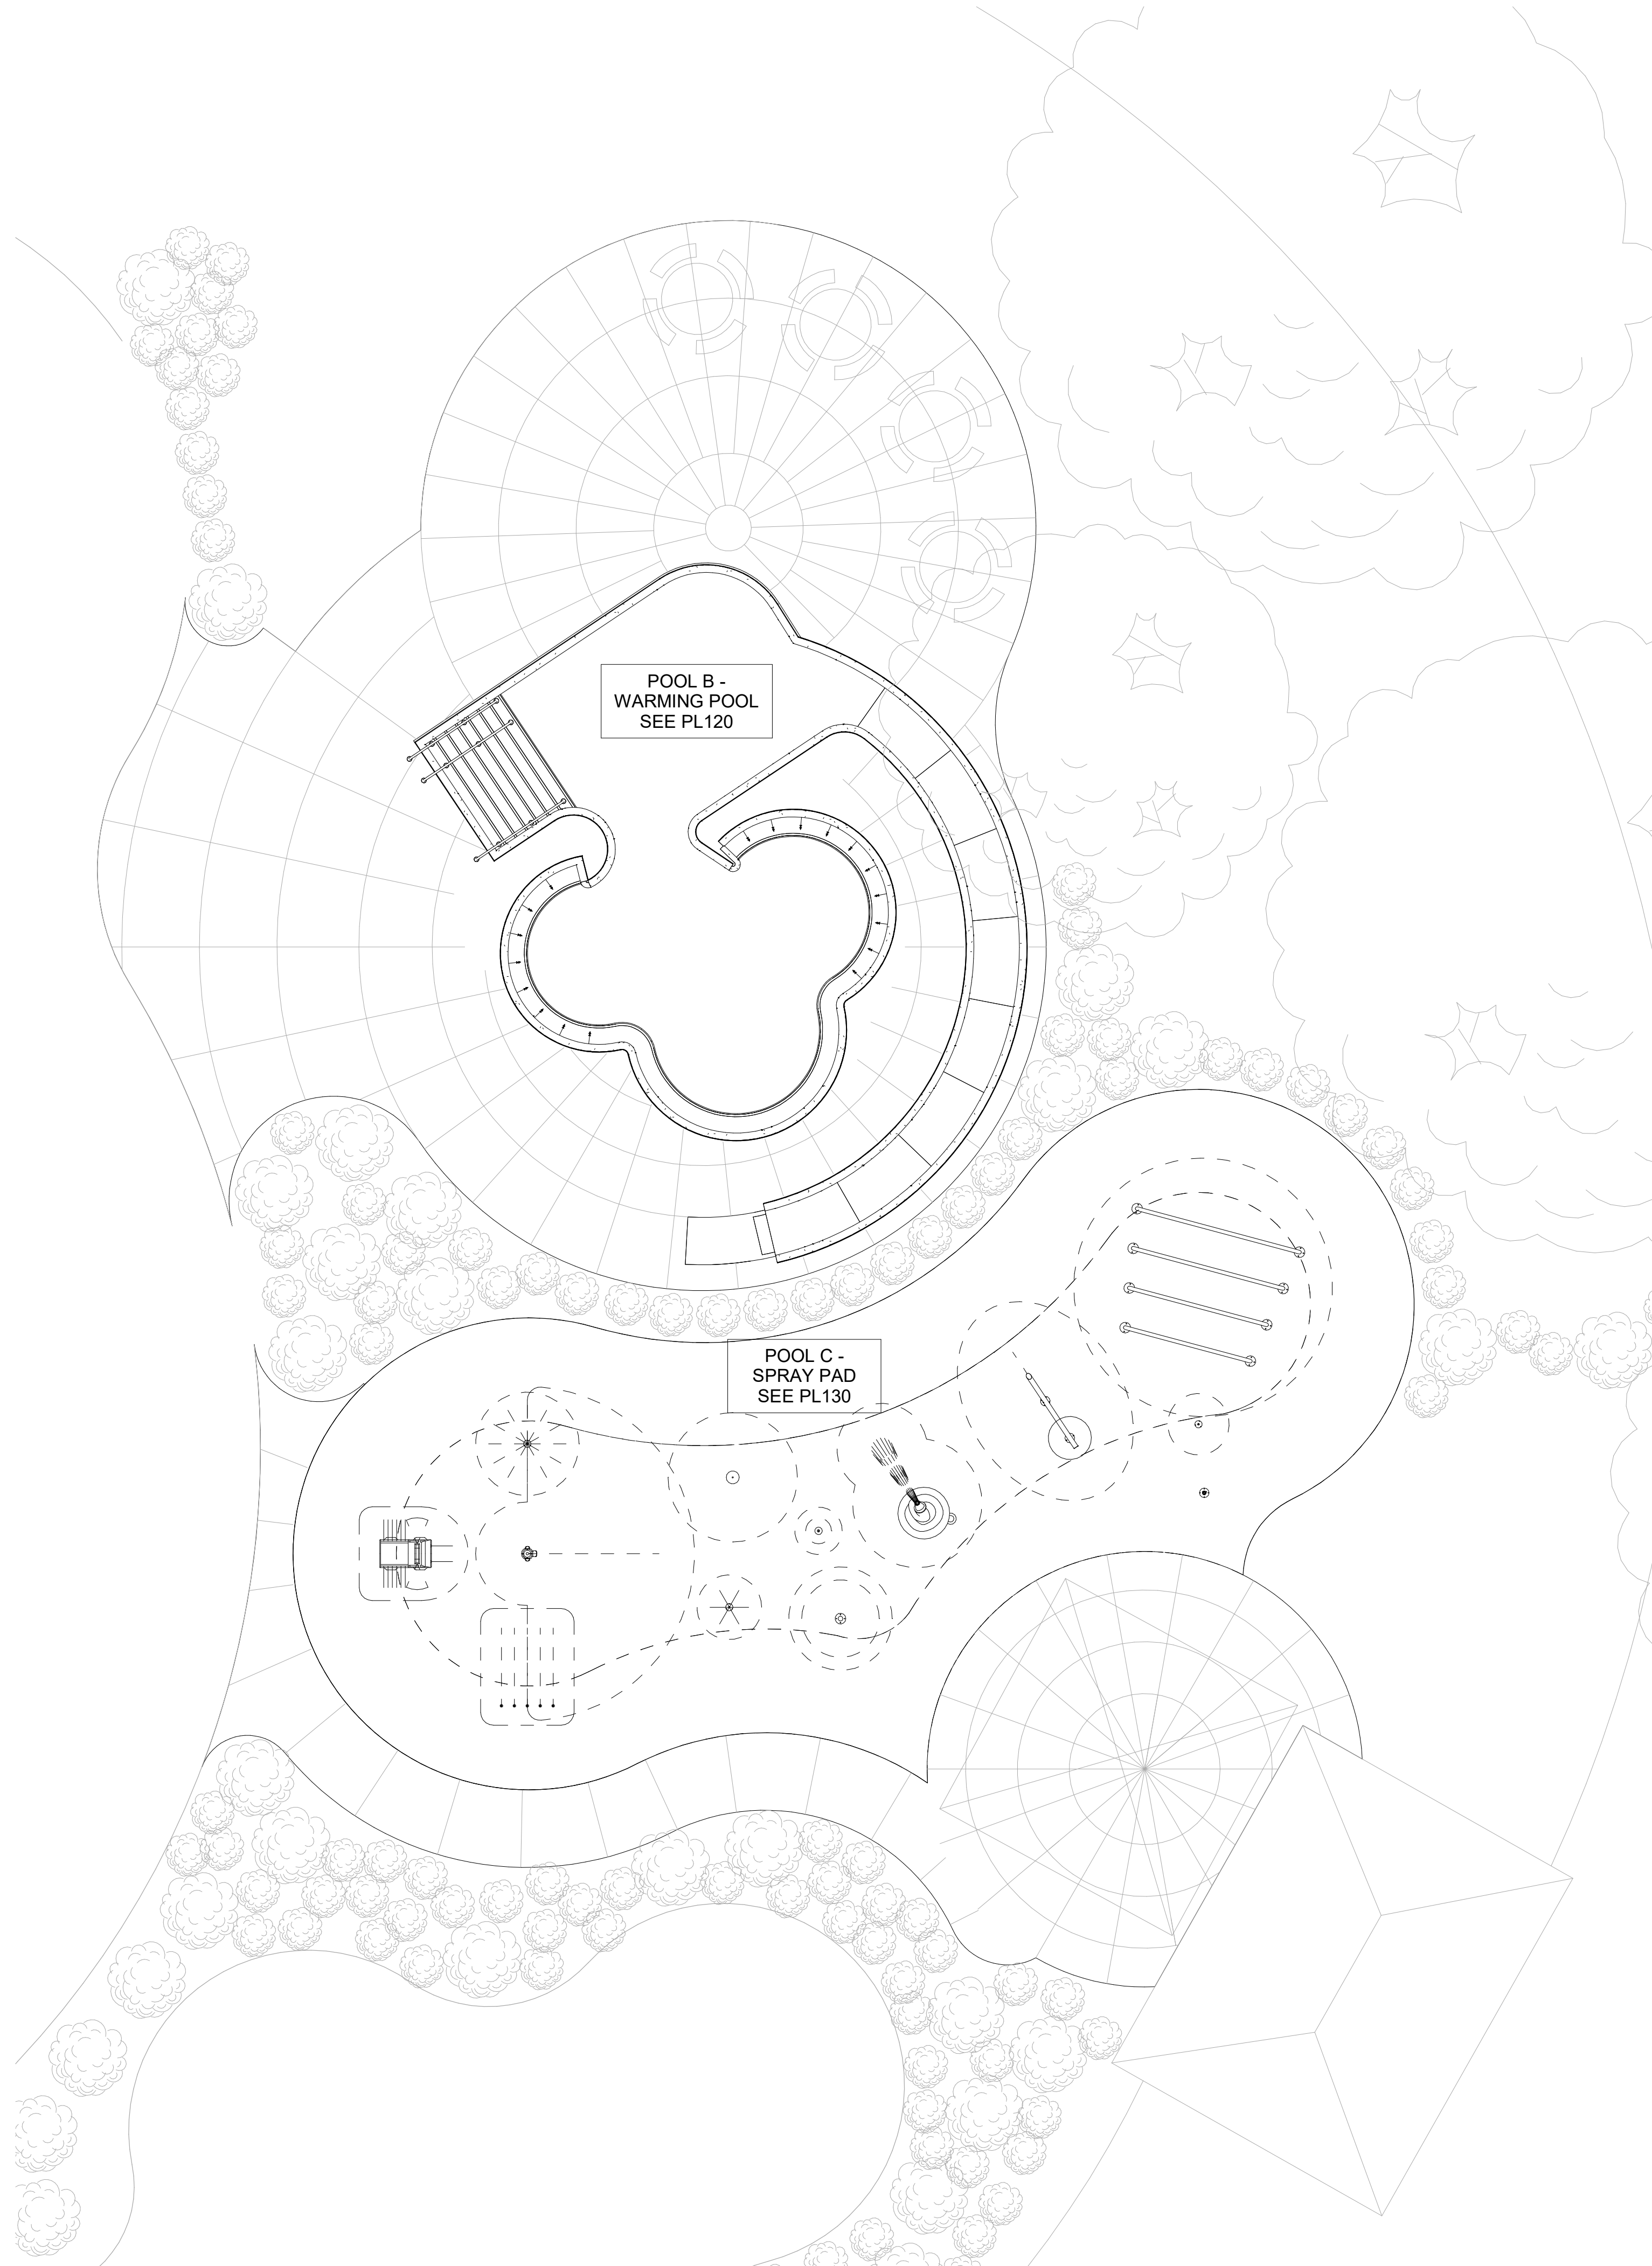 POOL B -
WARMING POOL
SEE PL120
POOL C -
SPRAY PAD
SEE PL130